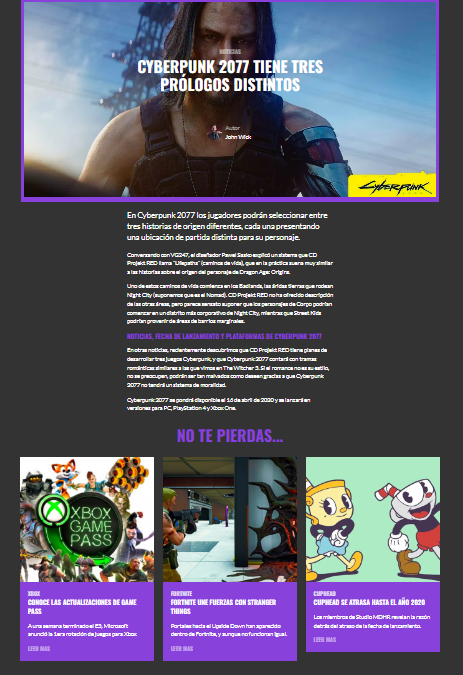 NOTICIAS
CYBERPUNK 2077 TIENE TRES
PRÓLOGOS DISTINTOS
Autor
John Wick
CYBERPUNK
En Cyberpunk 2077 los jugadores podrán seleccionar entre
tres historias de origen diferentes, cada una presentando
una ubicación de partida distinta para su personaje.
Conversando con VG247, el diseñador Pawel Sasko explicó un sistema que CD
Projekt RED llama "Lifepaths" (caminos de vida), que en la práctica suena muy similar
a las historias sobre el origen del personaje de Dragon Age: Origins.
Uno de estos caminos de vida comienza en los Badlands, las áridas tierras que rodean
Night City (suponemos que es el Nomad). CD Projekt RED no ha ofrecido descripción
de las otras áreas, pero parece sensato suponer que los personajes de Corpo podrían
comenzar en un distrito más corporativo de Night City, mientras que Street Kids
podrían provenir de áreas de barrios marginales.
NOTICIAS, FECHA DE LANZAMIENTO Y PLATAFORMAS DE CYBERPUNK 2077
En otras noticias, recientemente descubrimos que CD Projekt RED tiene planes de
desarrollar tres juegos Cyberpunk, y que Cyberpunk 2077 contará con tramas
románticas similares a las que vimos en The Witcher 3. Si el romance no es su estilo,
no se preocupen, podrán ser tan malvados como deseen gracias a que Cyberpunk
2077 no tendrá un sistema de moralidad.
Cyberpunk 2077 se pondrá disponible el 16 de abril de 2020 y se lanzará en
versiones para PC, PlayStation 4 y Xbox One.
NO TE PIERDAS...
XBOX
GAME
PASS
XBOX
CONOCE LAS ACTUALIZACIONES DE GAME
PASS
A una semana terminado el E3, Microsoft
anunció la 1era rotación de juegos para Xbox
LEER MAS
FORTNITE
FORTNITE UNE FUERZAS CON STRANGER
THINGS
Portales hacia el Upside Down han aparecido
dentro de Fortnite, y aunque no funcionan igual.
LEER MAS
CUPHEAD
CUPHEAD SE ATRASA HASTA EL AÑO 2020
Los miembros de Studio MDHR revelan la razón
detrás del atraso de la fecha de lanzamiento.
LEER MAS